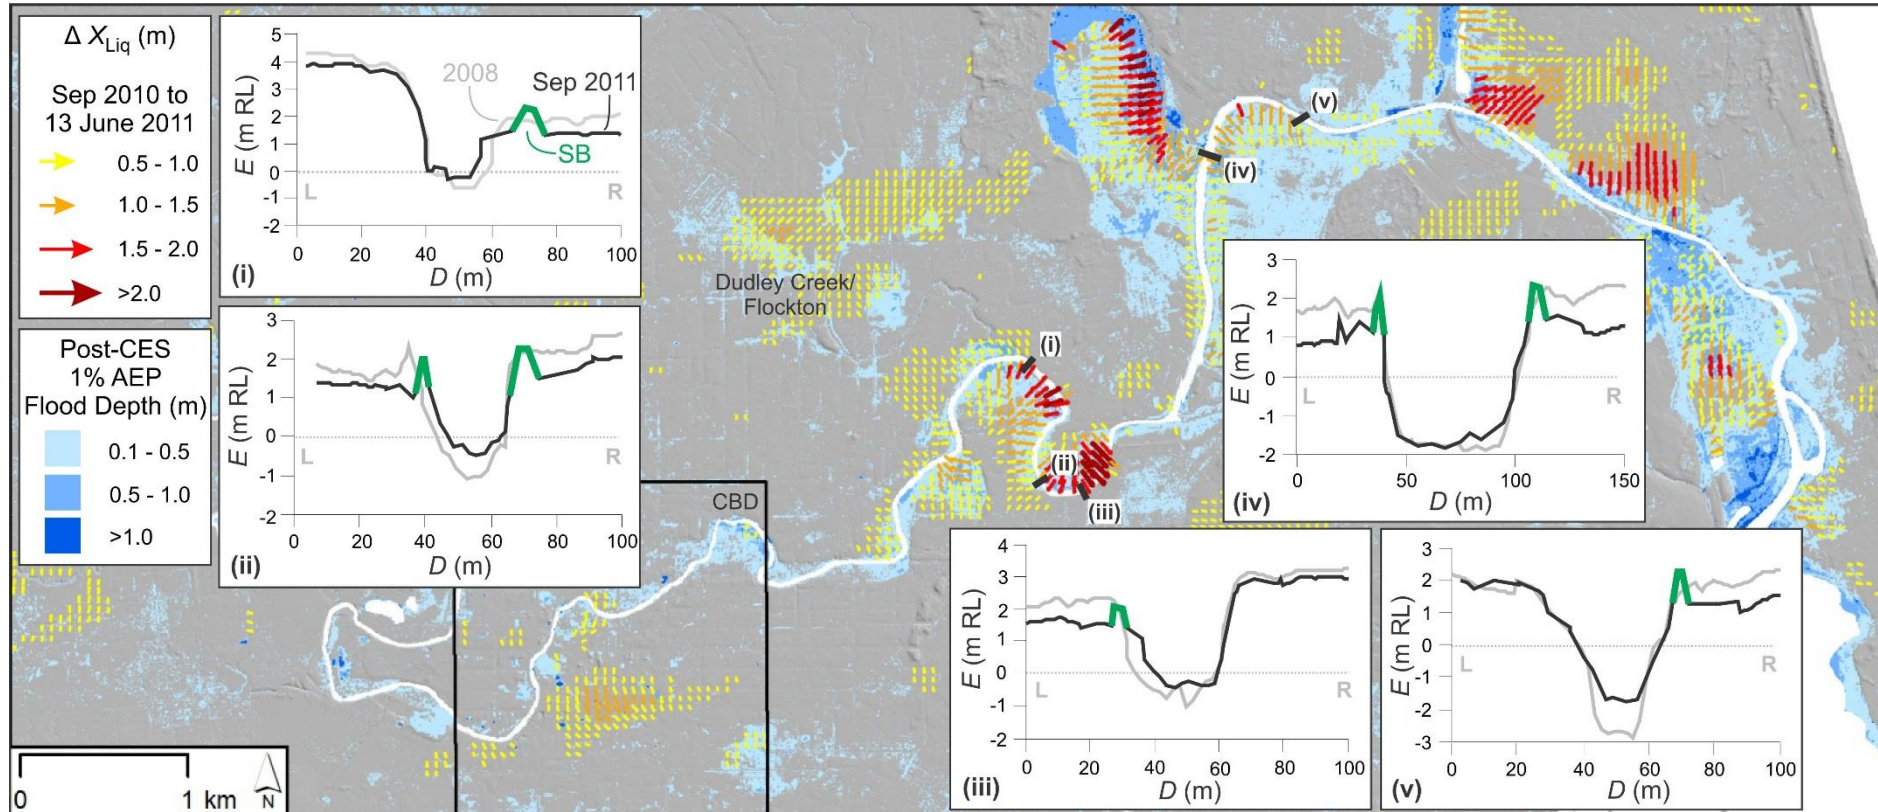 Δ X_Liq (m)
Sep 2010 to
13 June 2011
0.5 - 1.0
1.0 - 1.5
1.5 - 2.0
>2.0
Post-CES
1% AEP
Flood Depth (m)
0.1 - 0.5
0.5 - 1.0
>1.0
0 1 km
N
E (m RL)
5
4
3
2
1
0
-1
-2
2008
Sep 2011
SB
L R
0 20 40 60 80 100
(i) D (m)
E (m RL)
3
2
1
0
-1
-2
L R
0 20 40 60 80 100
(ii) D (m)
CBD
Dudley Creek/
Flockton
(i)
(ii)
(iii)
(iv)
(v)
E (m RL)
3
2
1
0
-1
-2
L R
0 50 100 150
(iv) D (m)
E (m RL)
4
3
2
1
0
-1
-2
L R
0 20 40 60 80 100
(iii) D (m)
E (m RL)
3
2
1
0
-1
-2
-3
L R
0 20 40 60 80 100
(v) D (m)